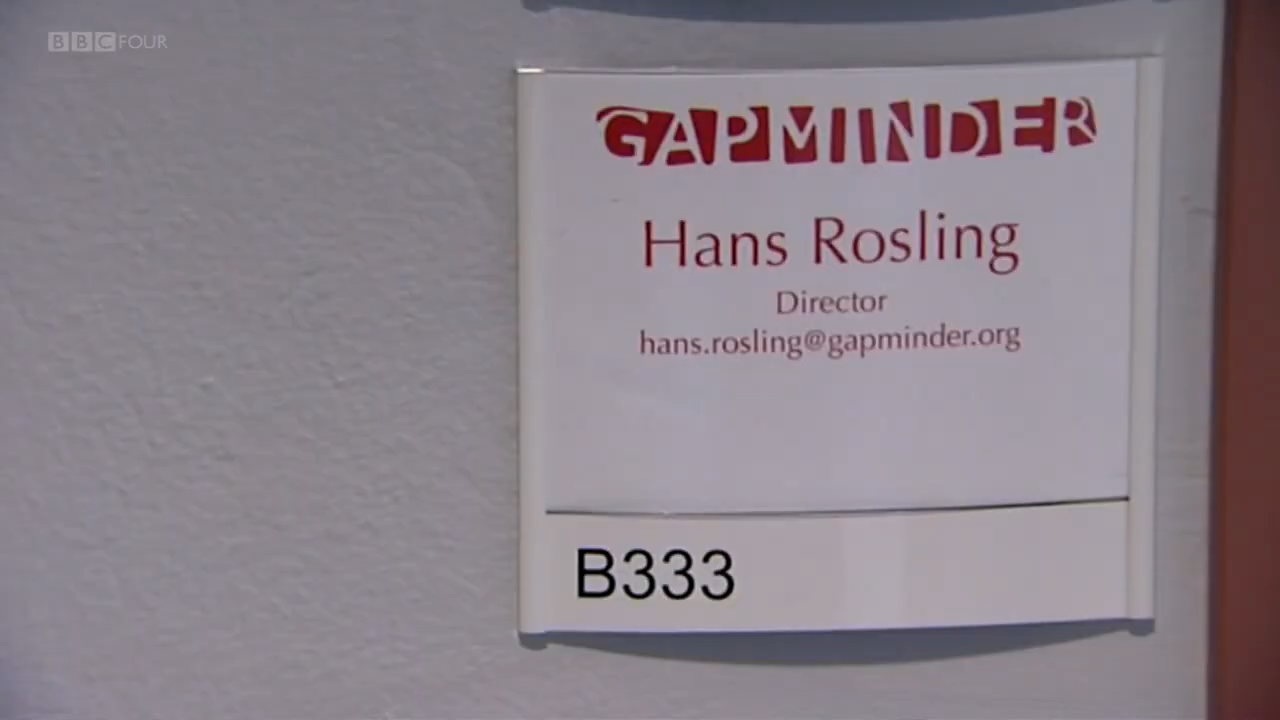 BBC FOUR
GAPMINDER
Hans Rosling
Director
hans.rosling@gapminder.org
B333